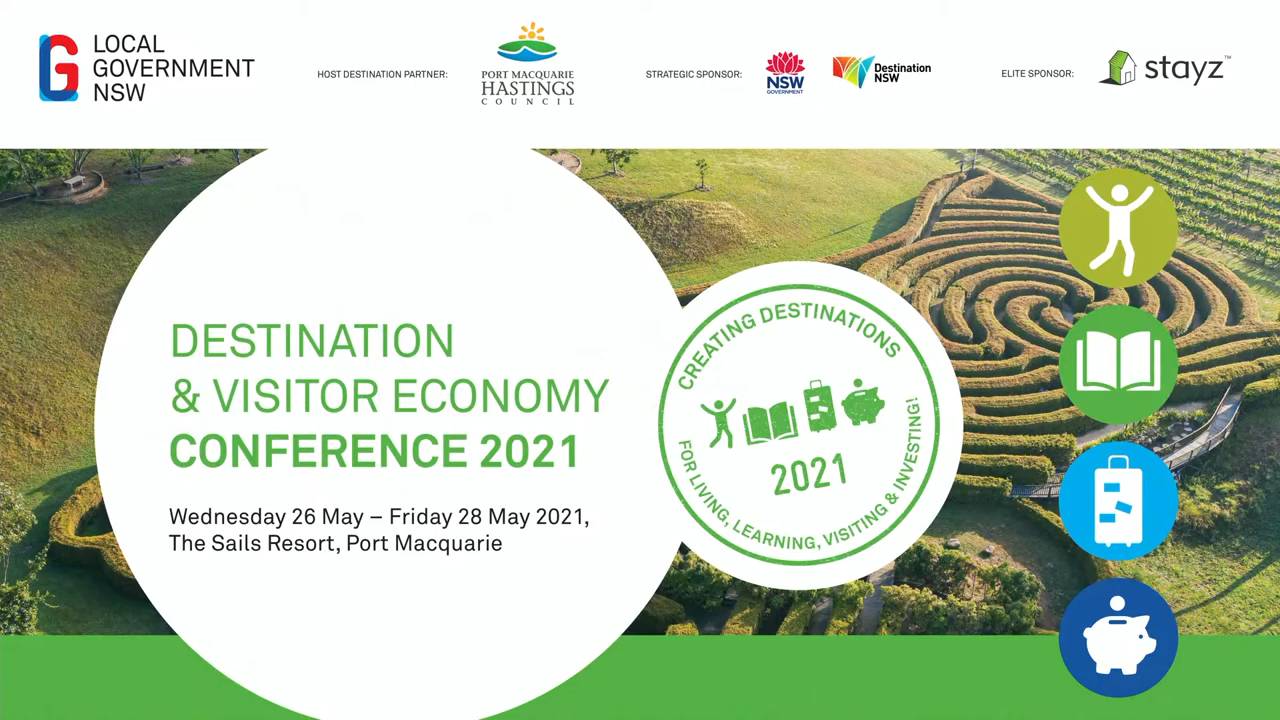 LOCAL
GOVERNMENT
NSW
HOST DESTINATION PARTNER:
PORT MACQUARIE
HASTINGS
COUNCIL
STRATEGIC SPONSOR:
NSW
GOVERNMENT
Destination
NSW
ELITE SPONSOR:
stayz™
DESTINATION
& VISITOR ECONOMY
CONFERENCE 2021
Wednesday 26 May – Friday 28 May 2021,
The Sails Resort, Port Macquarie
CREATING DESTINATIONS
2021
FOR LIVING, LEARNING, VISITING & INVESTING!